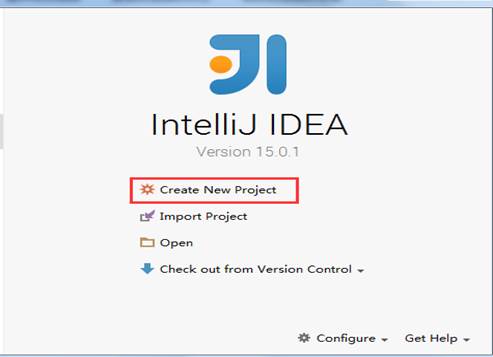 IntelliJ IDEA
Version 15.0.1
Create New Project
Import Project
Open
Check out from Version Control
Configure Get Help